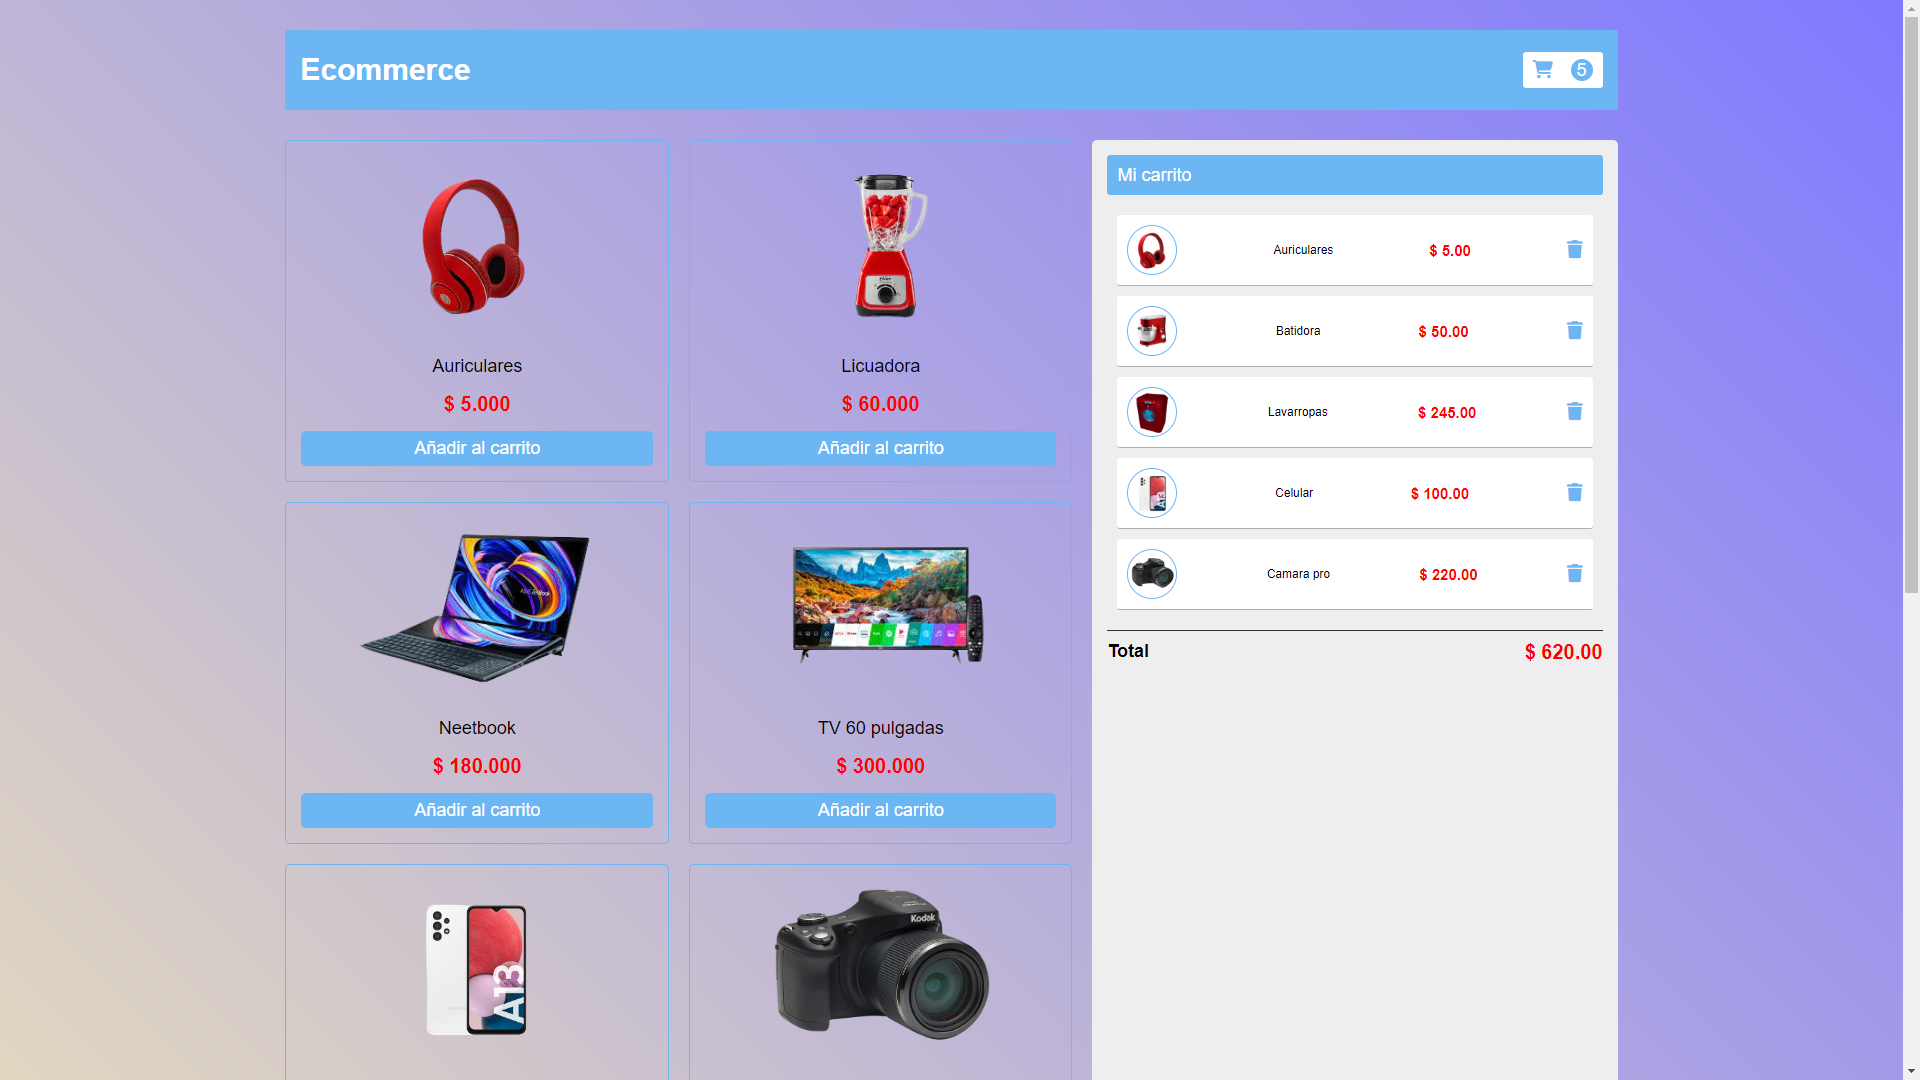 Ecommerce
5
Auriculares
$ 5.000
Añadir al carrito
Licuadora
$ 60.000
Añadir al carrito
Neetbook
$ 180.000
Añadir al carrito
TV 60 pulgadas
$ 300.000
Añadir al carrito
A13
Kodak
Mi carrito
Auriculares $ 5.00
Batidora $ 50.00
Lavarropas $ 245.00
Celular $ 100.00
Camara pro $ 220.00
Total $ 620.00